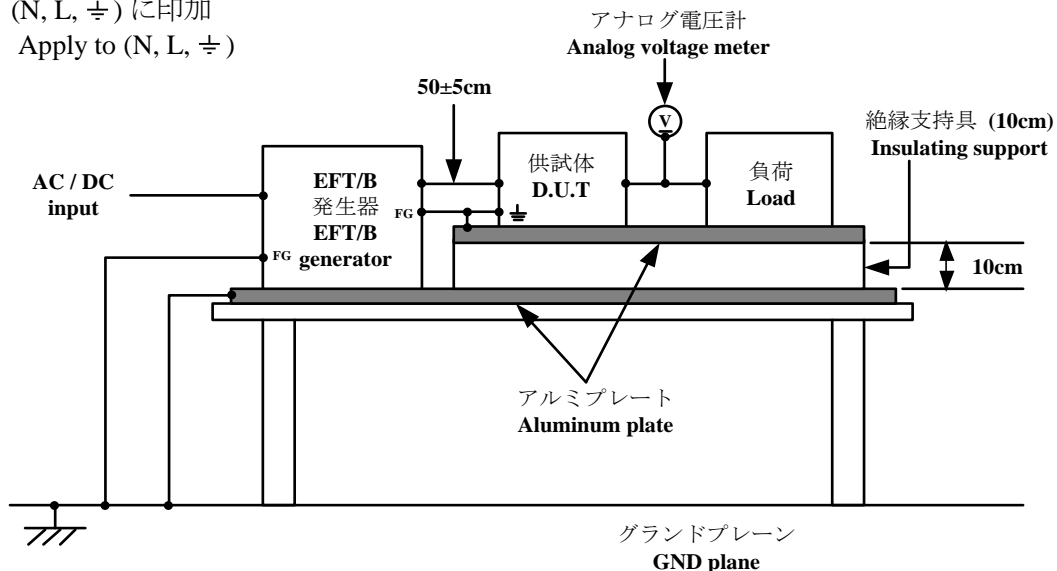 (N, L, ⏚) に印加
Apply to (N, L, ⏚)
アナログ電圧計
Analog voltage meter
50±5cm
V
絶縁支持具 (10cm)
Insulating support
供試体
D.U.T
負荷
Load
AC / DC
input
EFT/B
発生器
EFT/B
generator
FG
FG
10cm
アルミプレート
Aluminum plate
グランドプレーン
GND plane